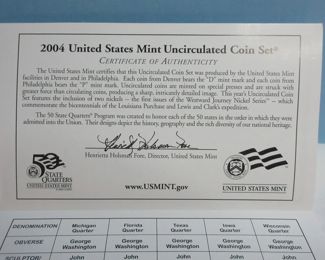 2004 United States Mint Uncirculated Coin Set®
CERTIFICATE OF AUTHENTICITY
The United States Mint certifies that this Uncirculated Coin Set was produced by the United States Mint
facilities in Denver and in Philadelphia. Each coin from Denver bears the "D" mint mark and each coin from
Philadelphia bears the "P" mint mark. Uncirculated coins are minted on special presses and are struck with
greater force than circulating coins, producing a sharp, intricately detailed image. This year's Uncirculated Coin
Set features the inclusion of two nickels -- the first issues of the Westward Journey Nickel Series™ -- which
commemorate the bicentennials of the Louisiana Purchase and Lewis and Clark's expedition.
The 50 State Quarters® Program was created to honor each of the 50 states in the order in which they were
admitted into the Union. Their designs depict the history, geography and the rich diversity of our national heritage.
Henrietta Holsman Fore, Director, United States Mint
50
STATE
QUARTERS
UNITED STATES MINT
www.USMINT.gov
UNITED STATES MINT
DENOMINATION Michigan Quarter Florida Quarter Texas Quarter Iowa Quarter Wisconsin Quarter
OBVERSE George Washington George Washington George Washington George Washington George Washington
SCULPTOR/ John John John John John